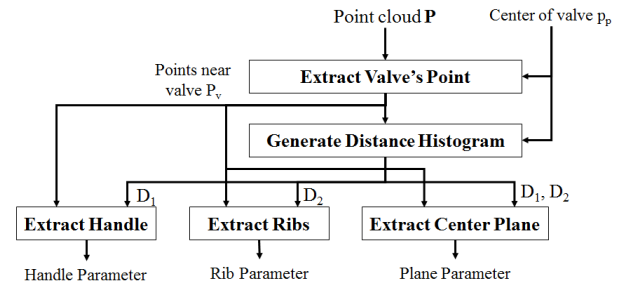 Point cloud P
Center of valve pp
Points near
valve Pv
Extract Valve's Point
Generate Distance Histogram
D1
D2
D1, D2
Extract Handle
Extract Ribs
Extract Center Plane
Handle Parameter
Rib Parameter
Plane Parameter